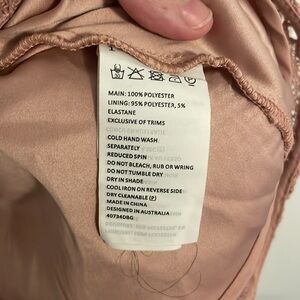 MAIN: 100% POLYESTER
LINING: 95% POLYESTER, 5%
ELASTANE
EXCLUSIVE OF TRIMS
COLD HAND WASH
SEPARATELY
REDUCED SPIN
DO NOT BLEACH, RUB OR WRING
DO NOT TUMBLE DRY
DRY IN SHADE
COOL IRON ON REVERSE SIDE
DRY CLEANABLE (P)
MADE IN CHINA
DESIGNED IN AUSTRALIA
40734DBG